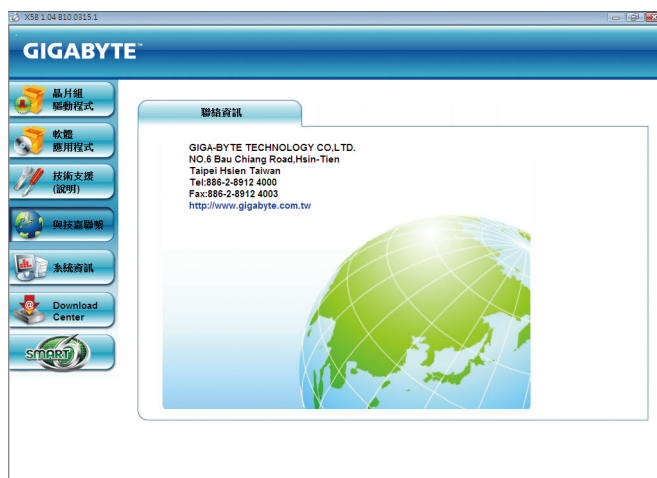 X58 1.04 B10.0315.1
GIGABYTE™
晶片組
驅動程式
軟體
應用程式
技術支援
(說明)
與技嘉聯繫
系統資訊
Download
Center
SMART 6
聯絡資訊
GIGA-BYTE TECHNOLOGY CO,LTD.
NO.6 Bau Chiang Road,Hsin-Tien
Taipei Hsien Taiwan
Tel:886-2-8912 4000
Fax:886-2-8912 4003
http://www.gigabyte.com.tw